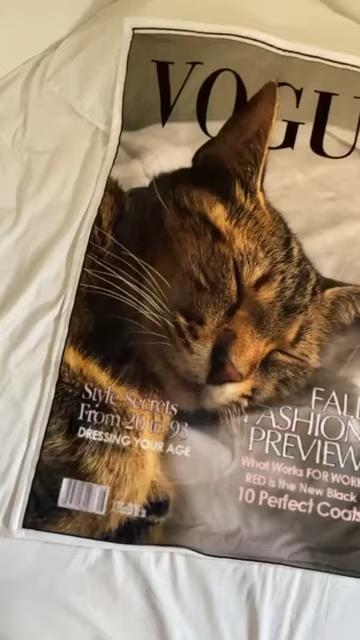 VOGU
Style Secrets
From 20 to 93
DRESSING YOUR AGE
FALL
FASHION
PREVIEW
What Works FOR WORK
RED is the New Black
10 Perfect Coats